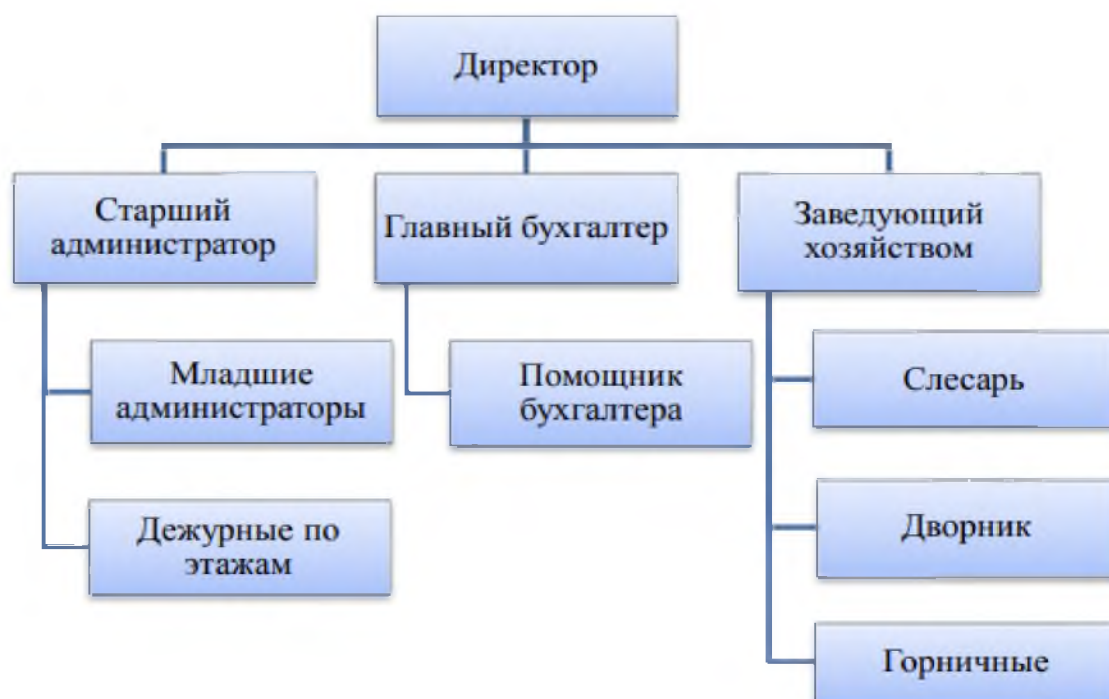 Директор
Старший
администратор
Главный бухгалтер
Заведующий
хозяйством
Младшие
администраторы
Помощник
бухгалтера
Слесарь
Дежурные по
этажам
Дворник
Горничные